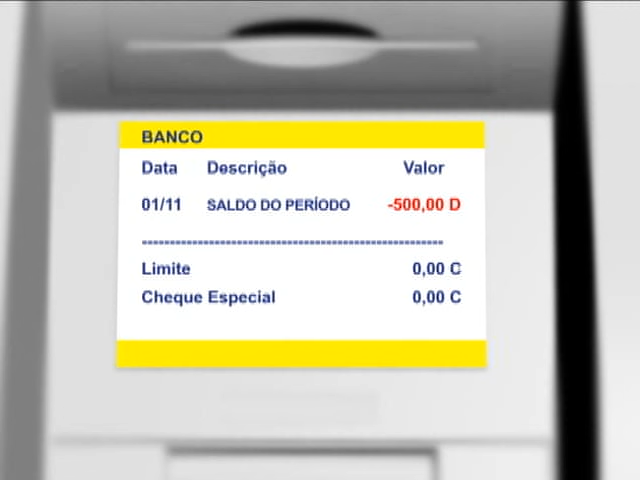 BANCO
Data Descrição Valor
01/11 SALDO DO PERÍODO -500,00 D
------------------------------------------------------
Limite 0,00 C
Cheque Especial 0,00 C